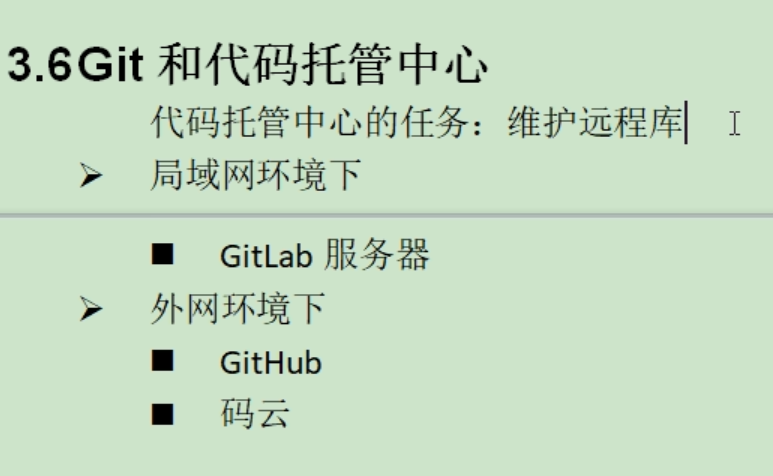 3.6Git 和代码托管中心
代码托管中心的任务：维护远程库
➢ 局域网环境下
■ GitLab 服务器
➢ 外网环境下
■ GitHub
■ 码云